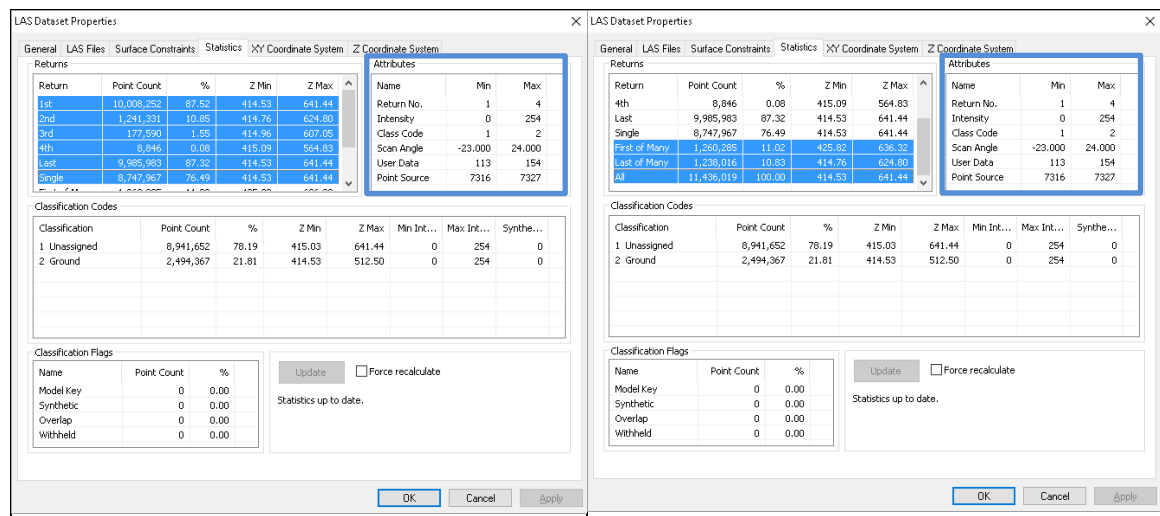 LAS Dataset Properties
General LAS Files Surface Constraints Statistics XY Coordinate System Z Coordinate System
Returns
Return Point Count % Z Min Z Max
1st 10,008,252 87.52 414.53 641.44
2nd 1,241,331 10.85 414.76 624.80
3rd 177,590 1.55 414.96 607.05
4th 8,846 0.08 415.09 564.83
Last 9,985,983 87.32 414.53 641.44
Single 8,747,967 76.49 414.53 641.44
Attributes
Name Min Max
Return No. 1 4
Intensity 0 254
Class Code 1 2
Scan Angle -23.000 24.000
User Data 113 154
Point Source 7316 7327
Classification Codes
Classification Point Count % Z Min Z Max Min Int... Max Int... Synthe...
1 Unassigned 8,941,652 78.19 415.03 641.44 0 254 0
2 Ground 2,494,367 21.81 414.53 512.50 0 254 0
Classification Flags
Name Point Count %
Model Key 0 0.00
Synthetic 0 0.00
Overlap 0 0.00
Withheld 0 0.00
Update Force recalculate
Statistics up to date.
OK Cancel Apply
LAS Dataset Properties
General LAS Files Surface Constraints Statistics XY Coordinate System Z Coordinate System
Returns
Return Point Count % Z Min Z Max
4th 8,846 0.08 415.09 564.83
Last 9,985,983 87.32 414.53 641.44
Single 8,747,967 76.49 414.53 641.44
First of Many 1,260,285 11.02 425.82 636.32
Last of Many 1,238,016 10.83 414.76 624.80
All 11,436,019 100.00 414.53 641.44
Attributes
Name Min Max
Return No. 1 4
Intensity 0 254
Class Code 1 2
Scan Angle -23.000 24.000
User Data 113 154
Point Source 7316 7327
Classification Codes
Classification Point Count % Z Min Z Max Min Int... Max Int... Synthe...
1 Unassigned 8,941,652 78.19 415.03 641.44 0 254 0
2 Ground 2,494,367 21.81 414.53 512.50 0 254 0
Classification Flags
Name Point Count %
Model Key 0 0.00
Synthetic 0 0.00
Overlap 0 0.00
Withheld 0 0.00
Update Force recalculate
Statistics up to date.
OK Cancel Apply